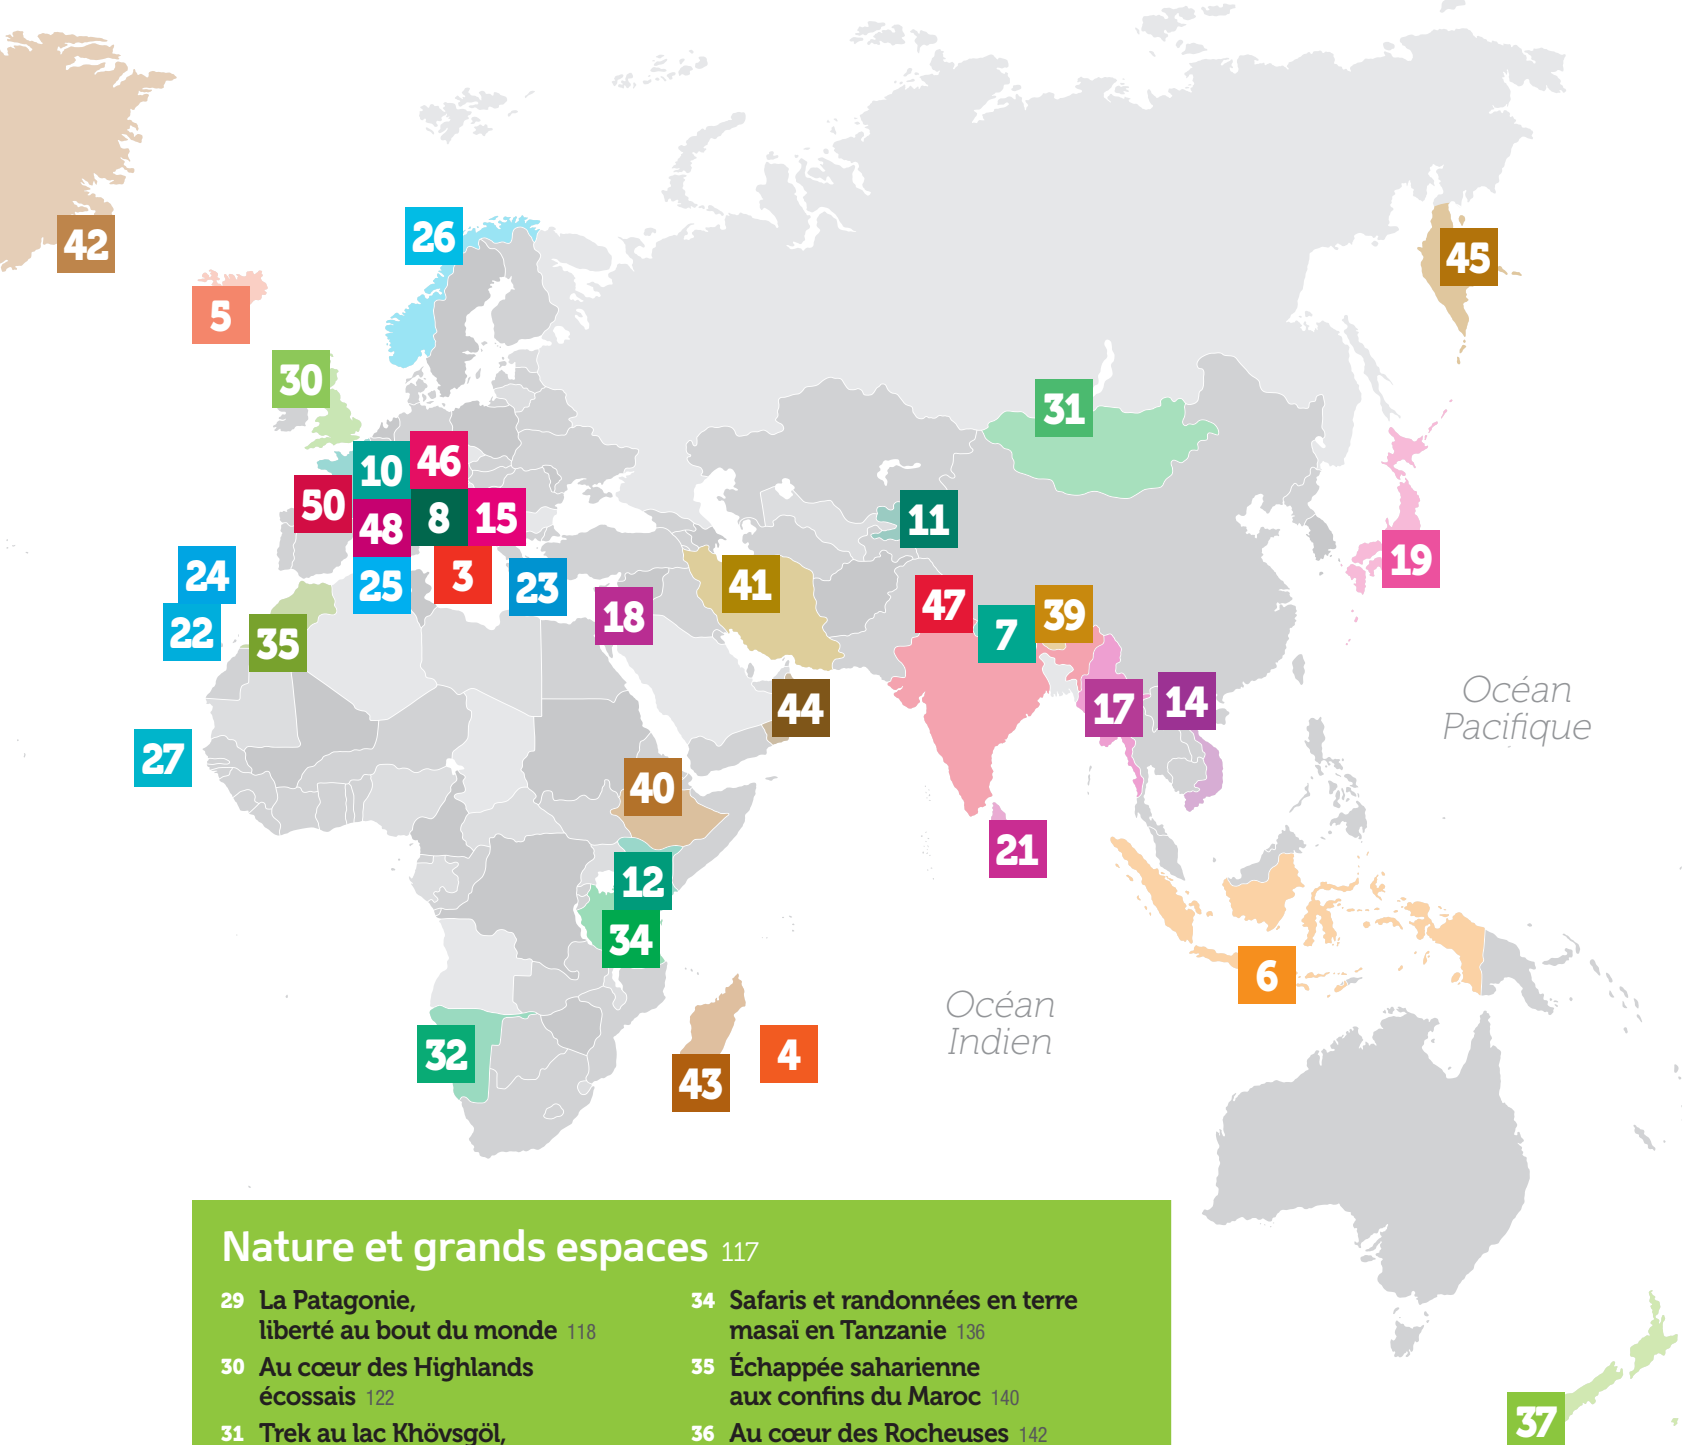 42
26
45
5
30
31
10
46
50
48
8
15
11
19
24
25
3
23
41
22
35
18
47
7
39
44
17
14
Océan
Pacifique
27
40
21
12
34
6
Océan
Indien
32
43
4
37
Nature et grands espaces 117
29 La Patagonie,
liberté au bout du monde 118
30 Au cœur des Highlands
écossais 122
31 Trek au lac Khövsgöl,
34 Safaris et randonnées en terre
masaï en Tanzanie 136
35 Échappée saharienne
aux confins du Maroc 140
36 Au cœur des Rocheuses 142